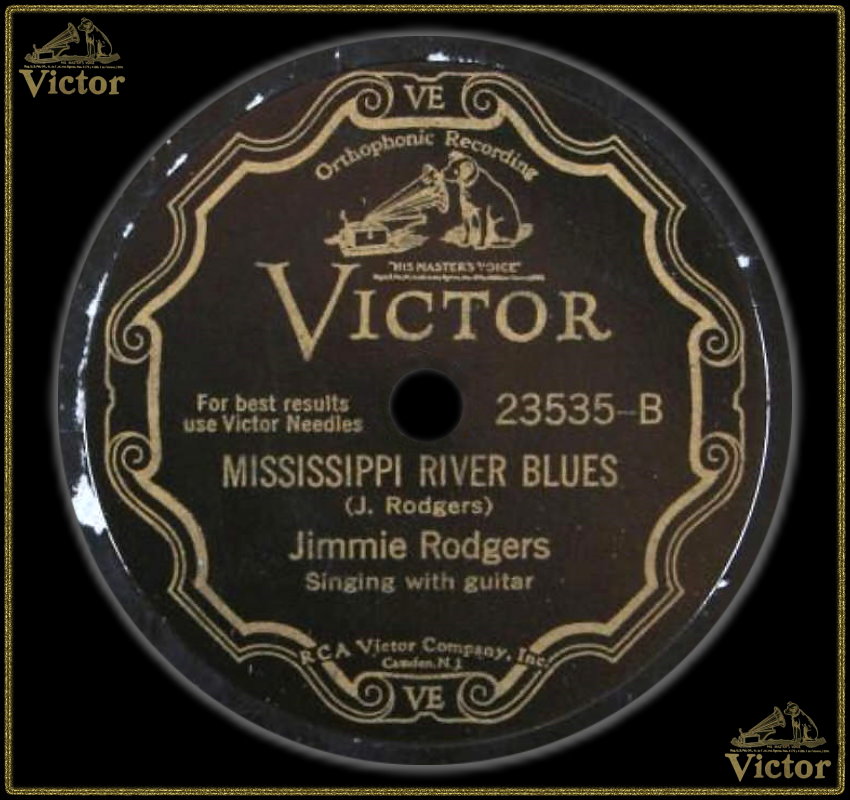 Victor
VE
Orthophonic Recording
"HIS MASTER'S VOICE"
VICTOR
For best results
use Victor Needles
23535-B
MISSISSIPPI RIVER BLUES
(J. Rodgers)
Jimmie Rodgers
Singing with guitar
RCA Victor Company, Inc.
Camden, N.J.
VE
Victor